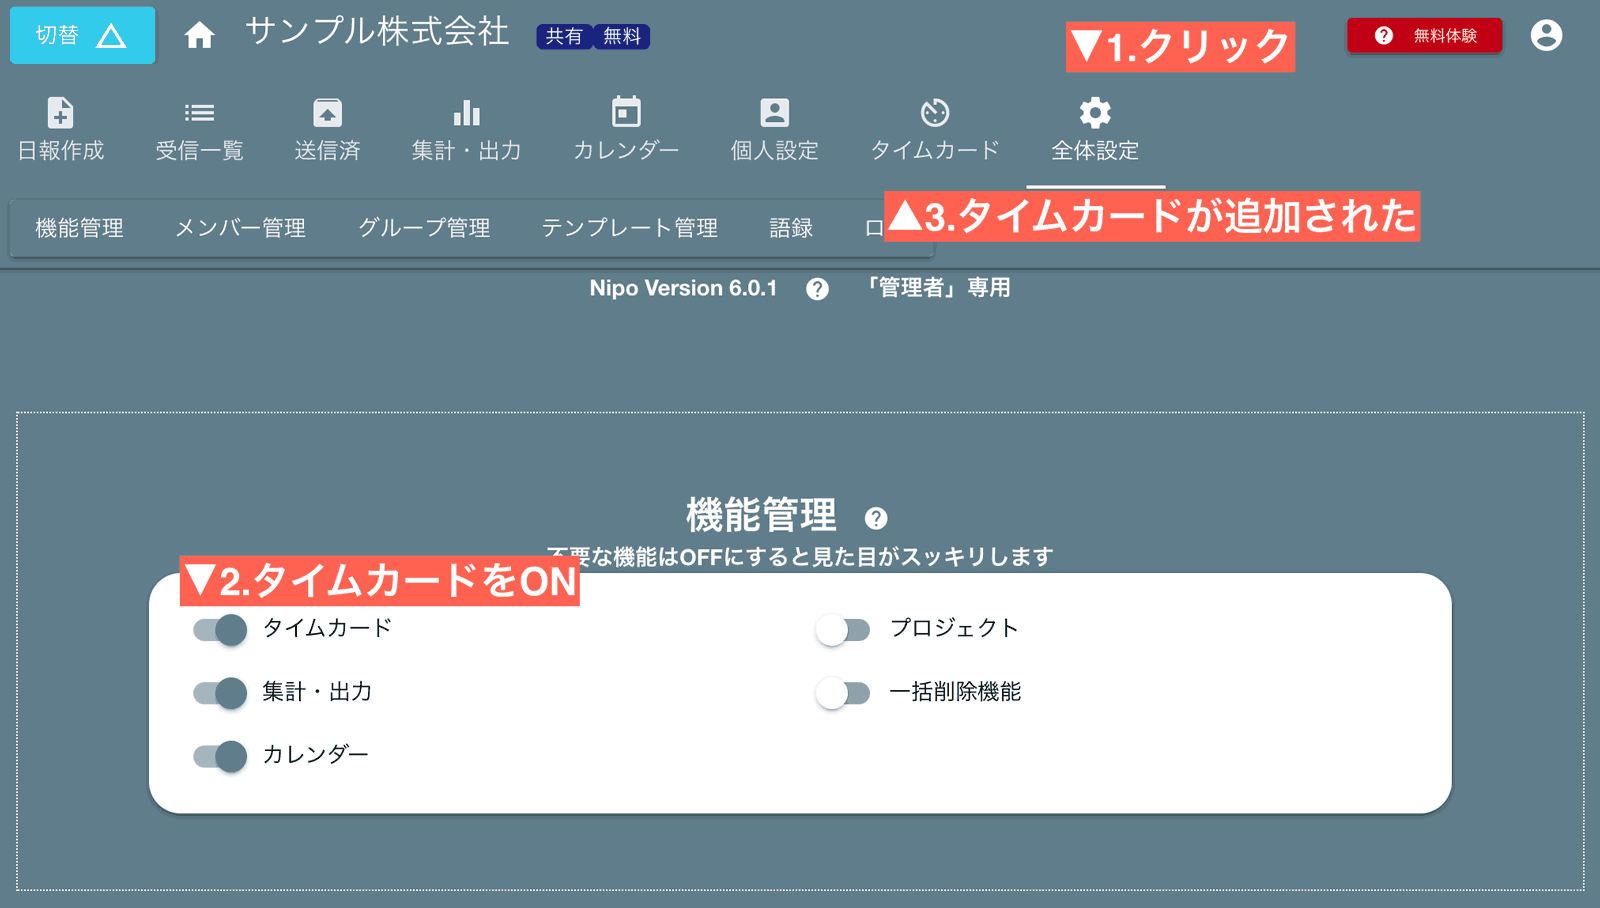 切替 サンプル株式会社 共有 無料 ▼1.クリック 無料体験
日報作成 受信一覧 送信済 集計・出力 カレンダー 個人設定 タイムカード 全体設定
機能管理 メンバー管理 グループ管理 テンプレート管理 語録 ロ ▲3.タイムカードが追加された
Nipo Version 6.0.1 「管理者」専用
機能管理
不要な機能はOFFにすると見た目がスッキリします
▼2.タイムカードをON
タイムカード プロジェクト
集計・出力 一括削除機能
カレンダー